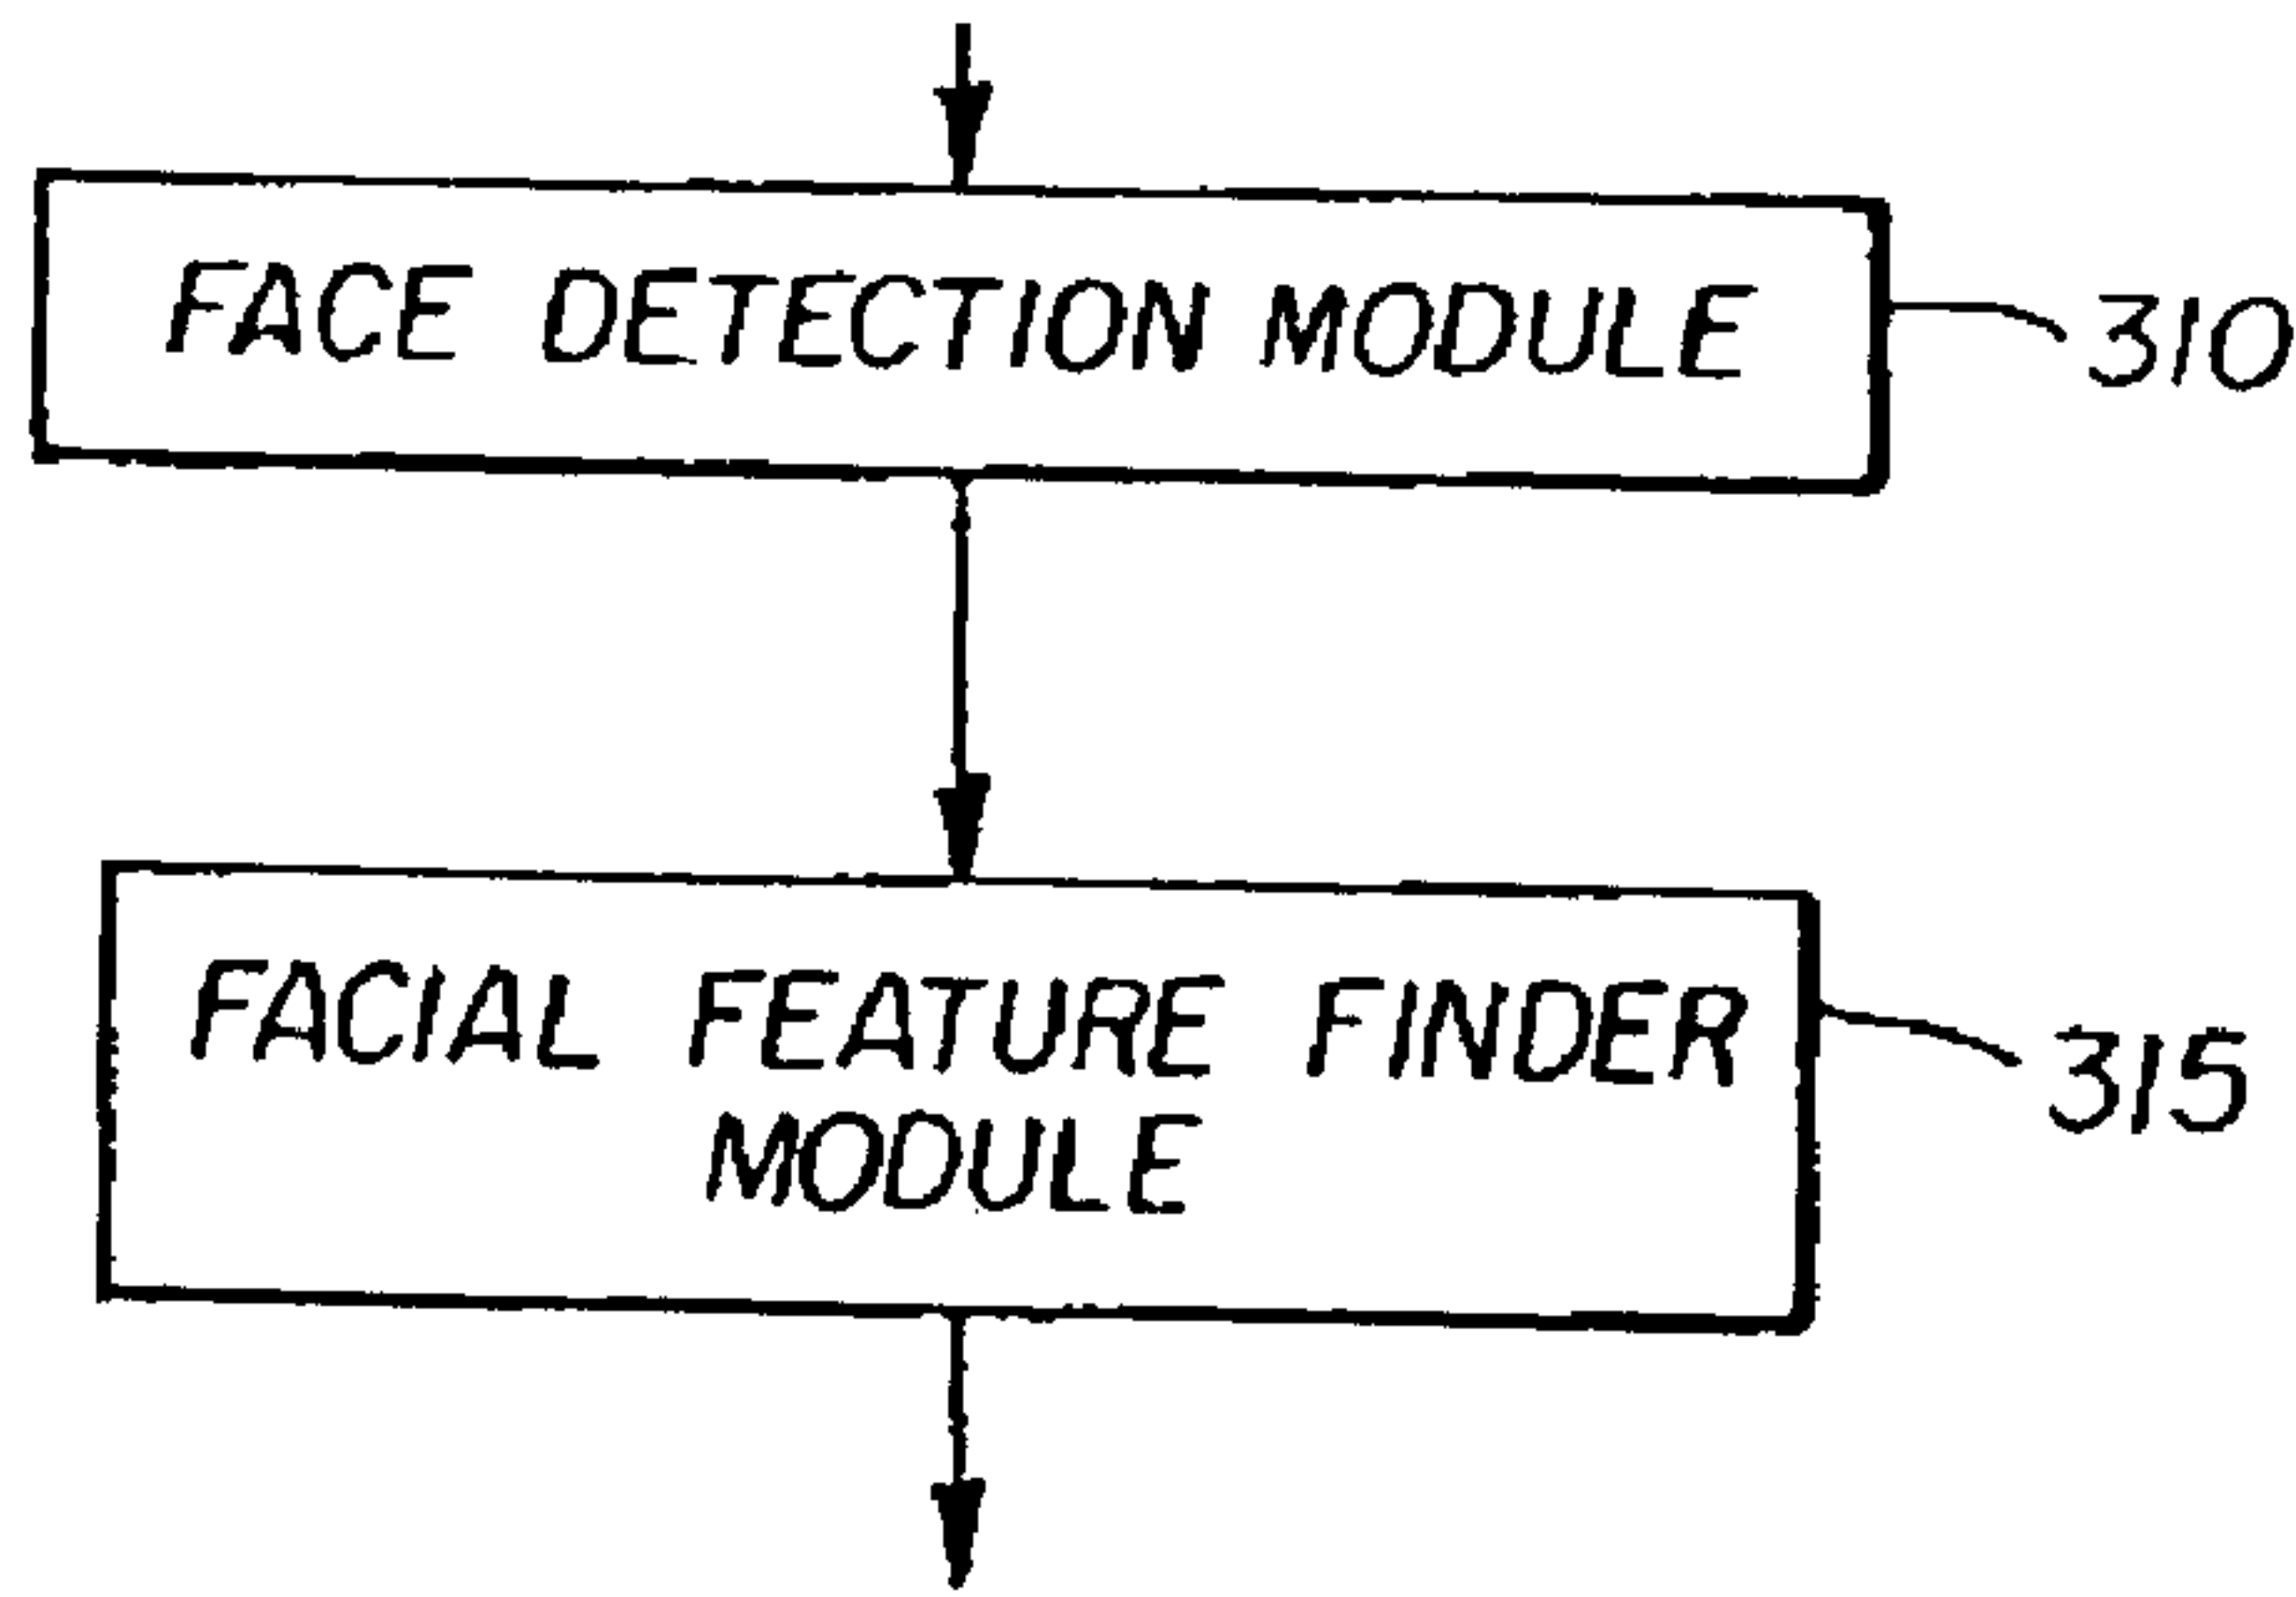 FACE DETECTION MODULE
310
FACIAL FEATURE FINDER
MODULE
315